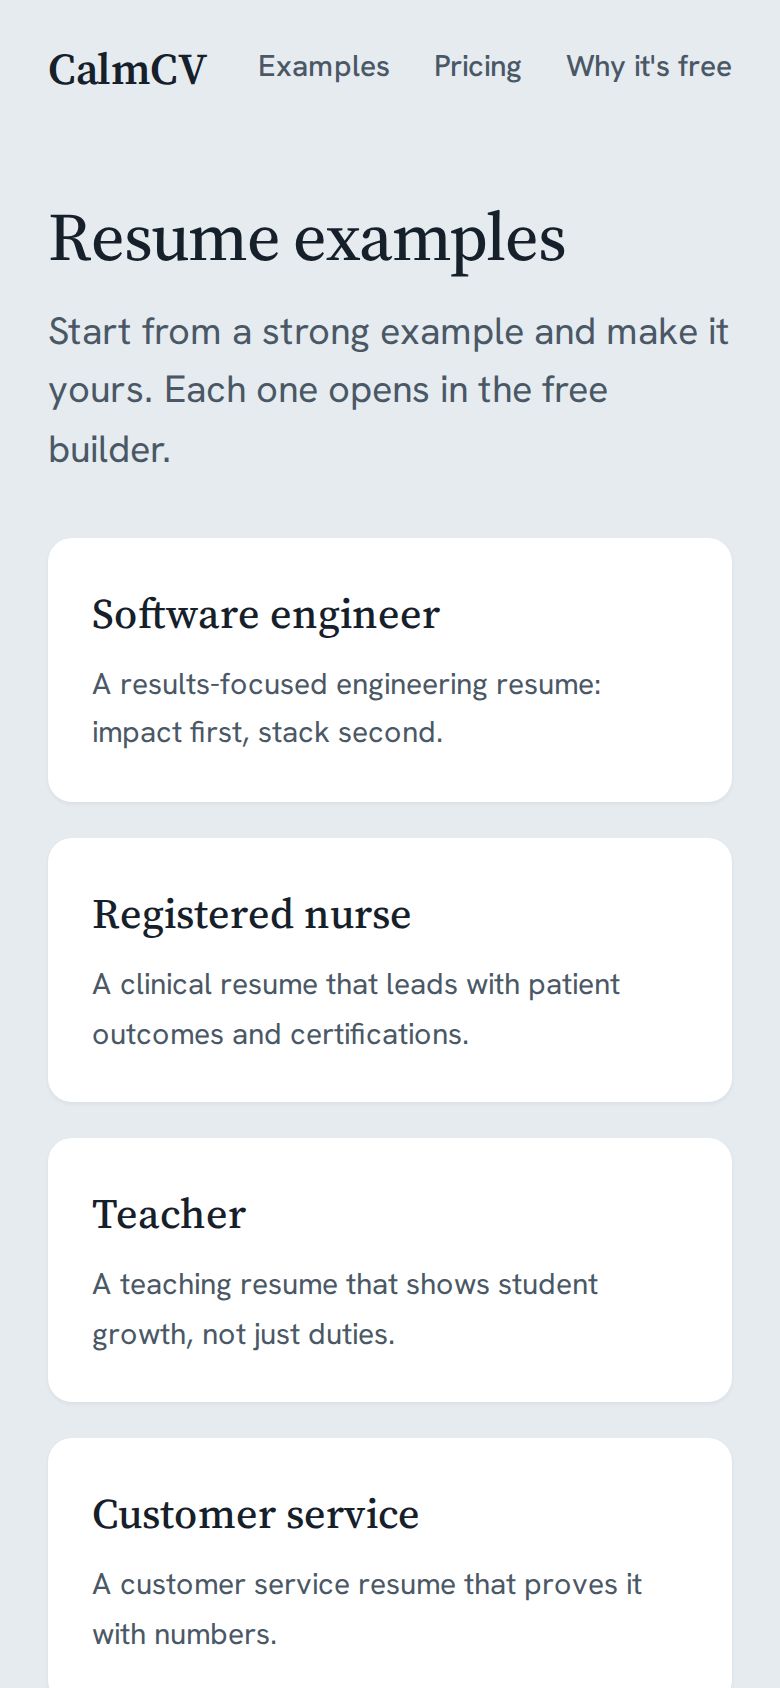 CalmCV Examples Pricing Why it's free
Resume examples
Start from a strong example and make it
yours. Each one opens in the free
builder.
Software engineer
A results-focused engineering resume:
impact first, stack second.
Registered nurse
A clinical resume that leads with patient
outcomes and certifications.
Teacher
A teaching resume that shows student
growth, not just duties.
Customer service
A customer service resume that proves it
with numbers.